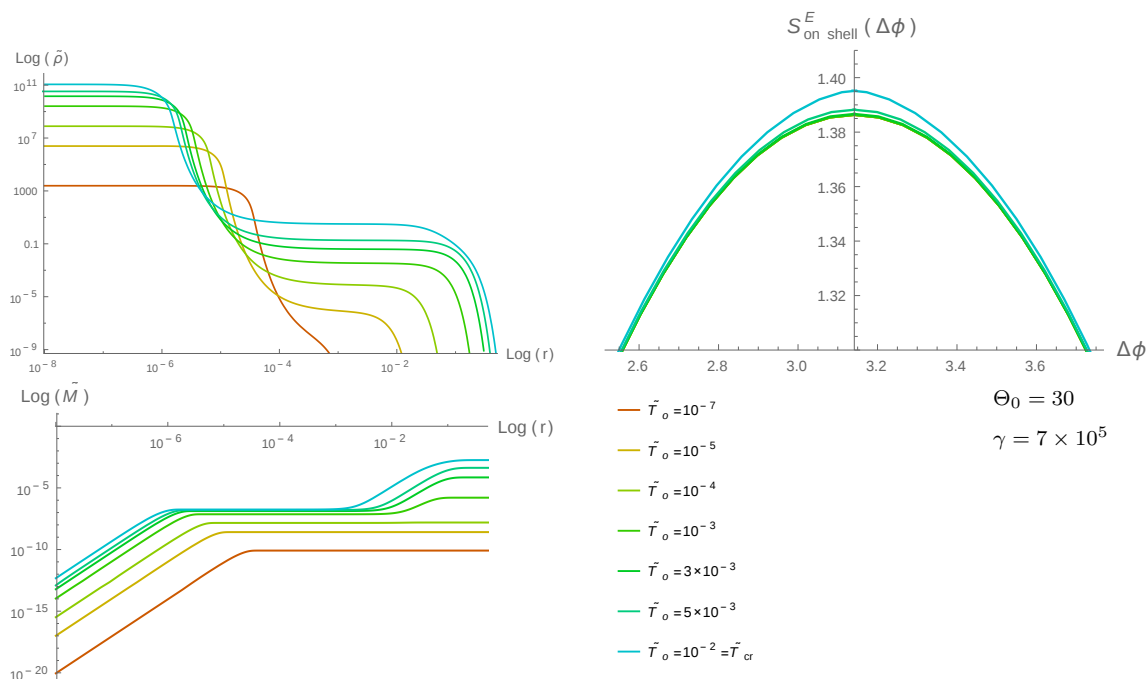 Log ( ρ̃ )
10^11
10^7
1000
0.1
10^-5
10^-9
10^-8
10^-6
10^-4
10^-2
Log ( r )
S^E_on shell ( Δϕ )
1.40
1.38
1.36
1.34
1.32
2.6
2.8
3.0
3.2
3.4
3.6
Δϕ
Log ( M̃ )
10^-6
10^-4
10^-2
Log ( r )
10^-5
10^-10
10^-15
10^-20
T̃_o = 10^-7
T̃_o = 10^-5
T̃_o = 10^-4
T̃_o = 10^-3
T̃_o = 3×10^-3
T̃_o = 5×10^-3
T̃_o = 10^-2 = T̃_cr
Θ_0 = 30
γ = 7 × 10^5